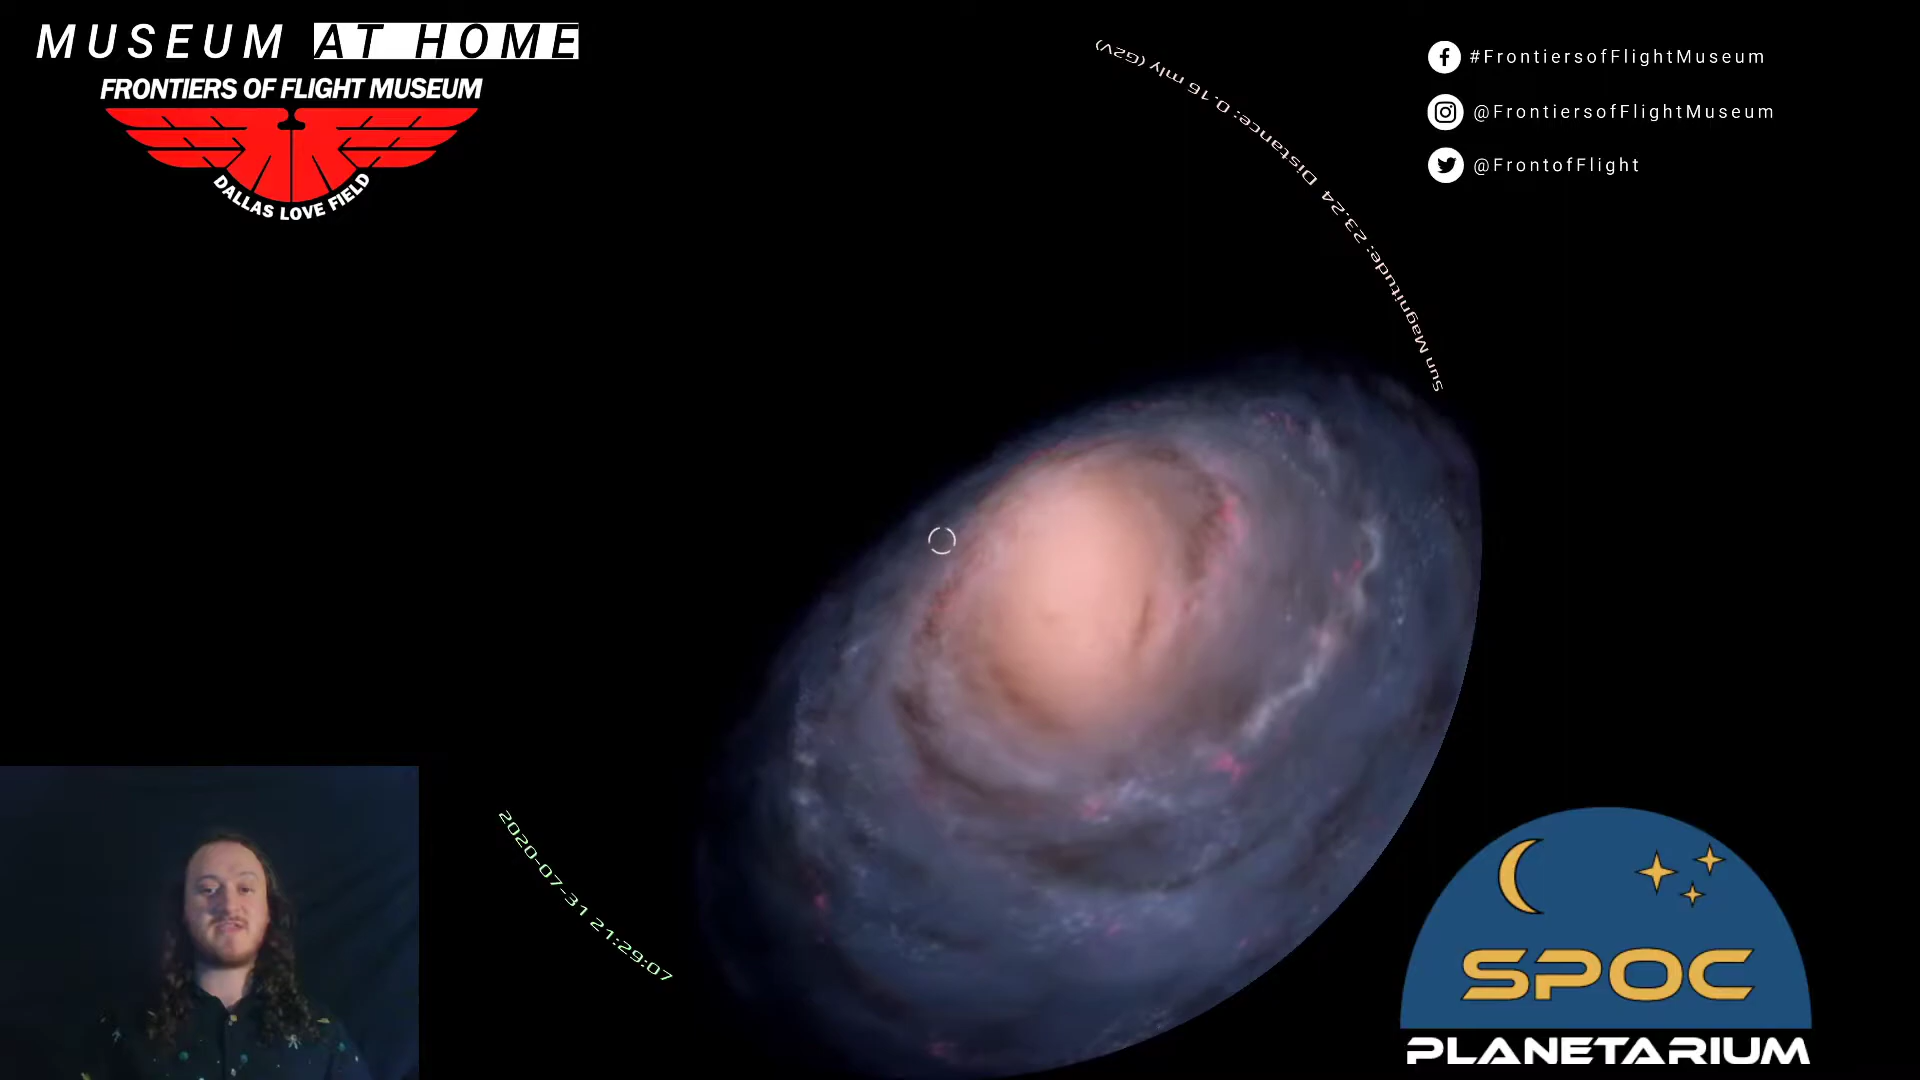 MUSEUM AT HOME
FRONTIERS OF FLIGHT MUSEUM
DALLAS LOVE FIELD
#FrontiersofFlightMuseum
@FrontiersofFlightMuseum
@FrontofFlight
Sun Magnitude: 23.24 Distance: 0.16 mly (G2V)
2020-07-31 21:29:07
SPOC
PLANETARIUM